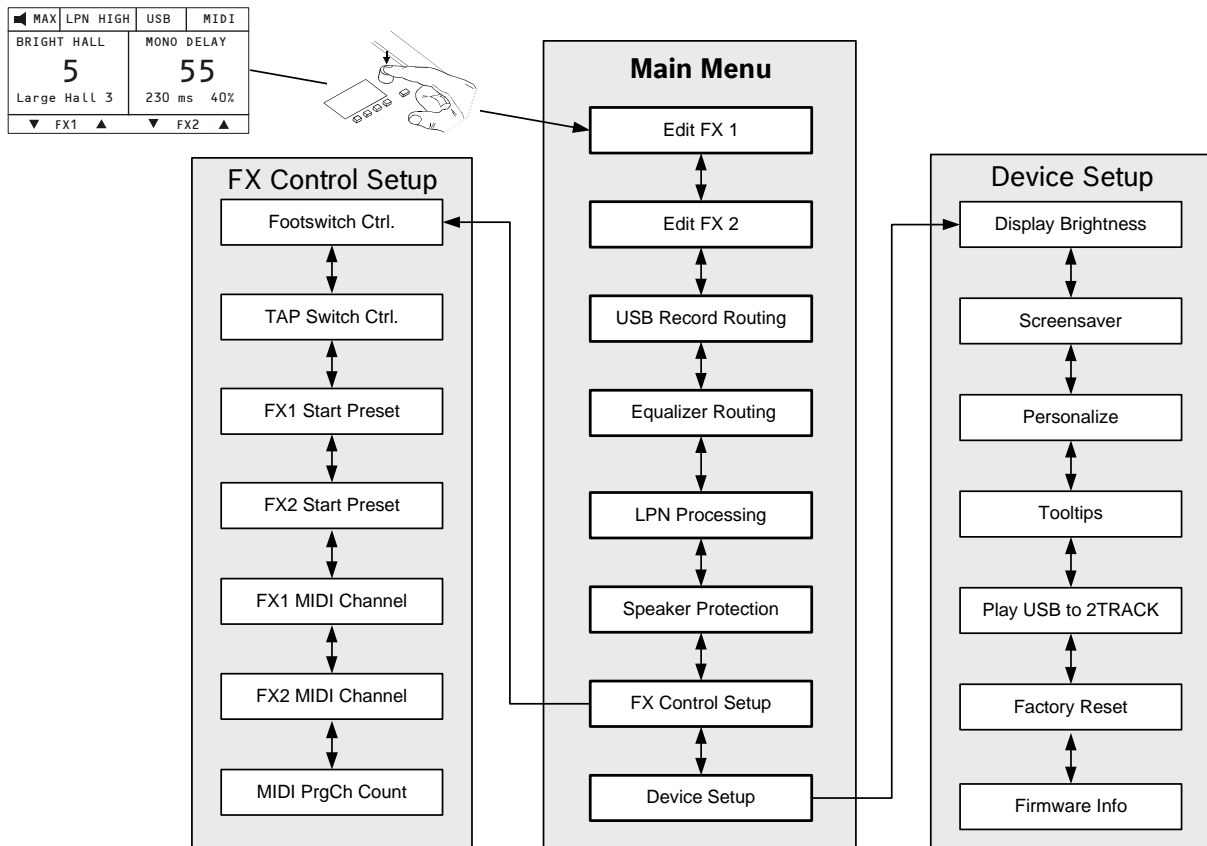 MAX LPN HIGH USB MIDI
BRIGHT HALL MONO DELAY
5 55
Large Hall 3 230 ms 40%
▼ FX1 ▲ ▼ FX2 ▲
Main Menu
Edit FX 1
Edit FX 2
USB Record Routing
Equalizer Routing
LPN Processing
Speaker Protection
FX Control Setup
Device Setup
FX Control Setup
Footswitch Ctrl.
TAP Switch Ctrl.
FX1 Start Preset
FX2 Start Preset
FX1 MIDI Channel
FX2 MIDI Channel
MIDI PrgCh Count
Device Setup
Display Brightness
Screensaver
Personalize
Tooltips
Play USB to 2TRACK
Factory Reset
Firmware Info